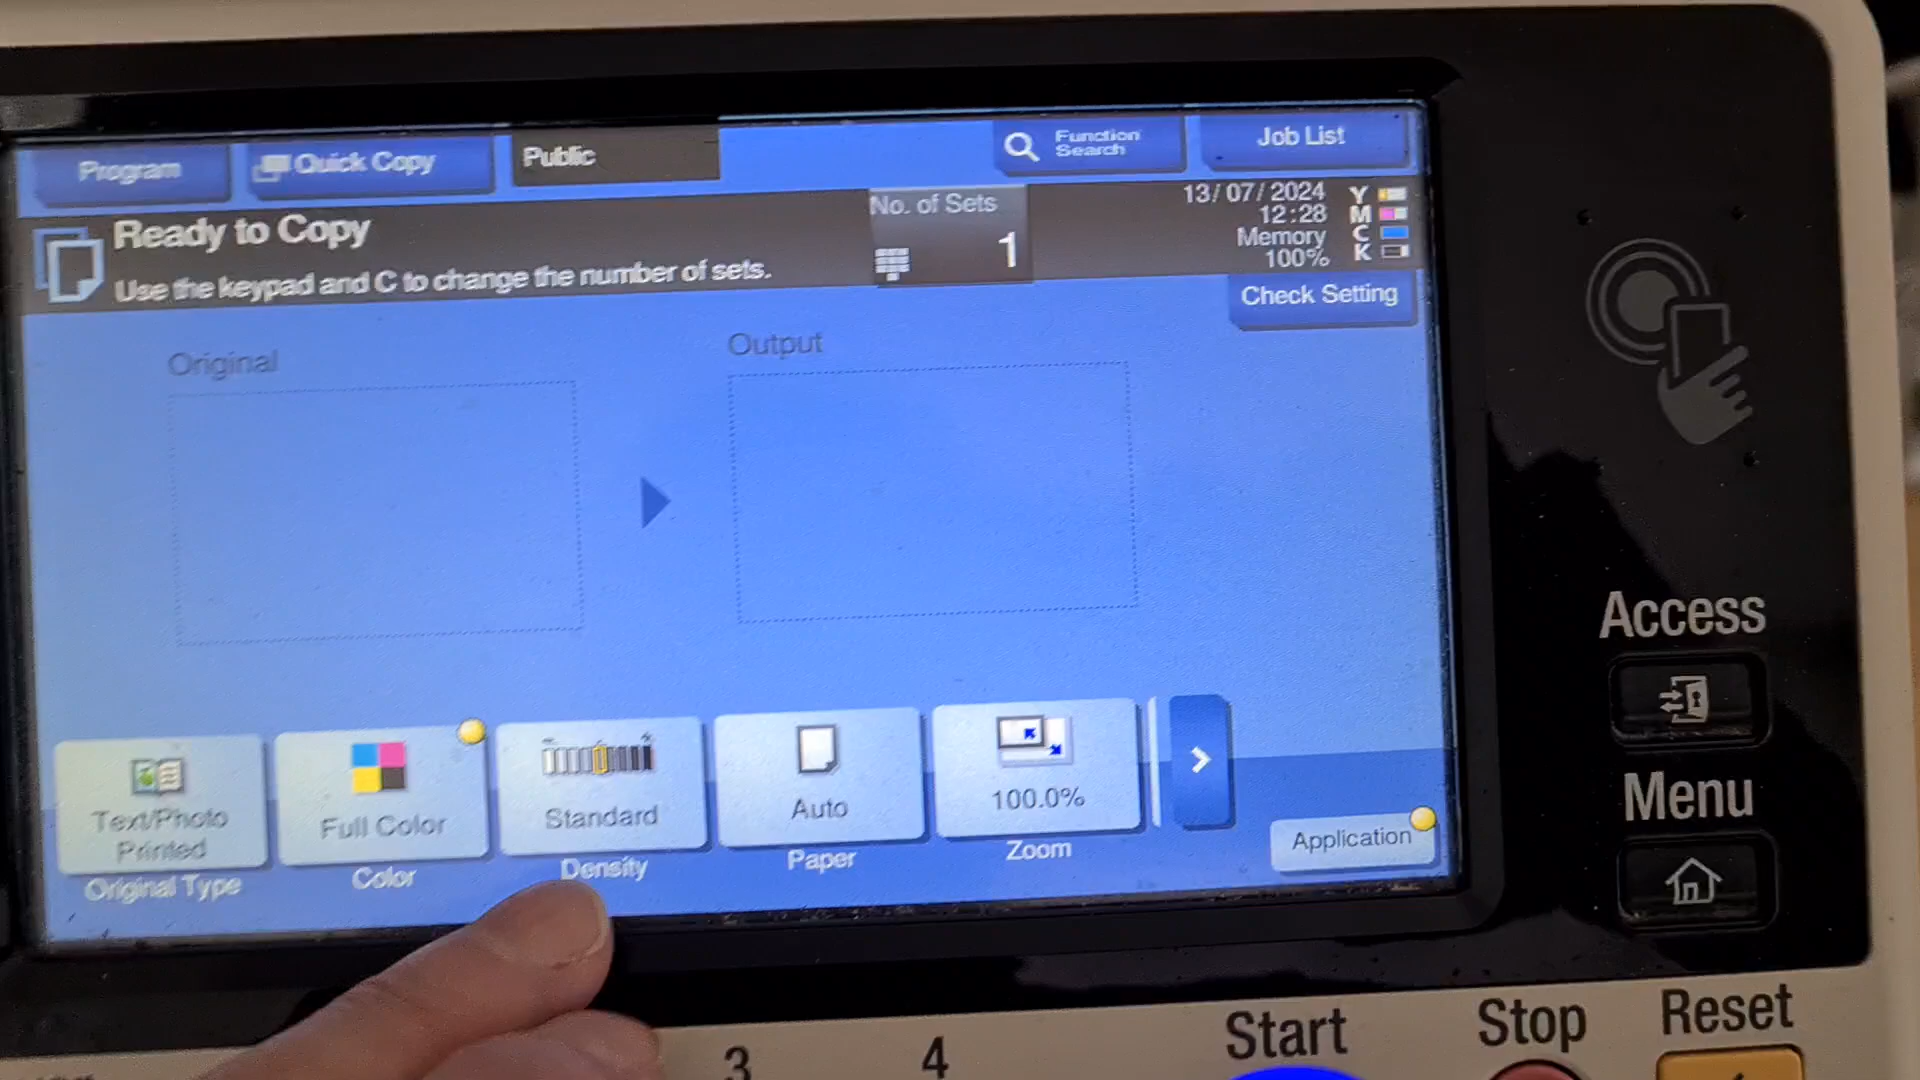 Program
Quick Copy
Public
Function
Search
Job List
Ready to Copy
Use the keypad and C to change the number of sets.
No. of Sets
1
13/07/2024
12:28
Memory
100%
Y
M
C
K
Check Setting
Original
Output
Text/Photo
Printed
Original Type
Full Color
Color
Standard
Density
Auto
Paper
100.0%
Zoom
Application
Access
Menu
3
4
Start
Stop
Reset